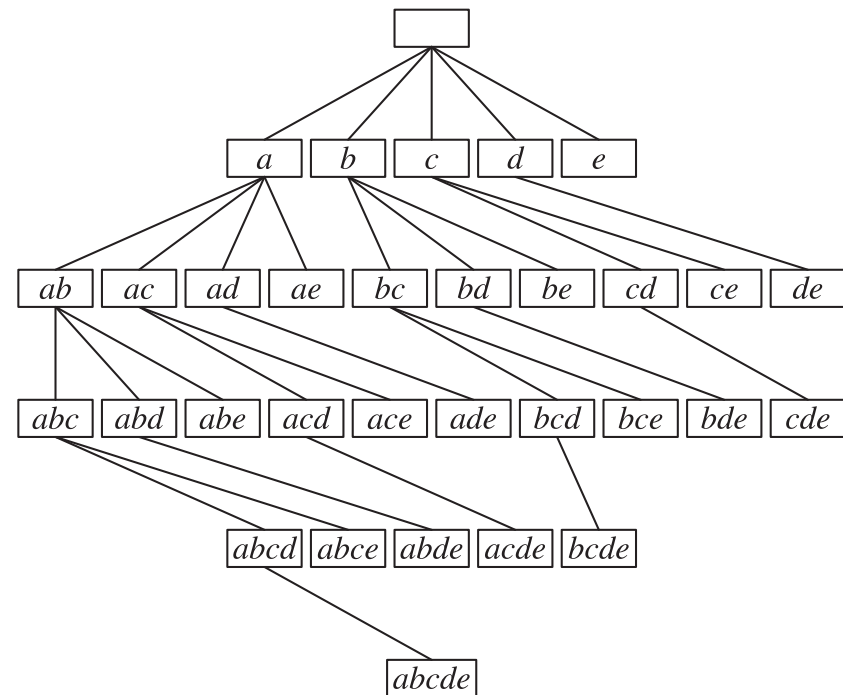 a b c d e
ab ac ad ae bc bd be cd ce de
abc abd abe acd ace ade bcd bce bde cde
abcd abce abde acde bcde
abcde